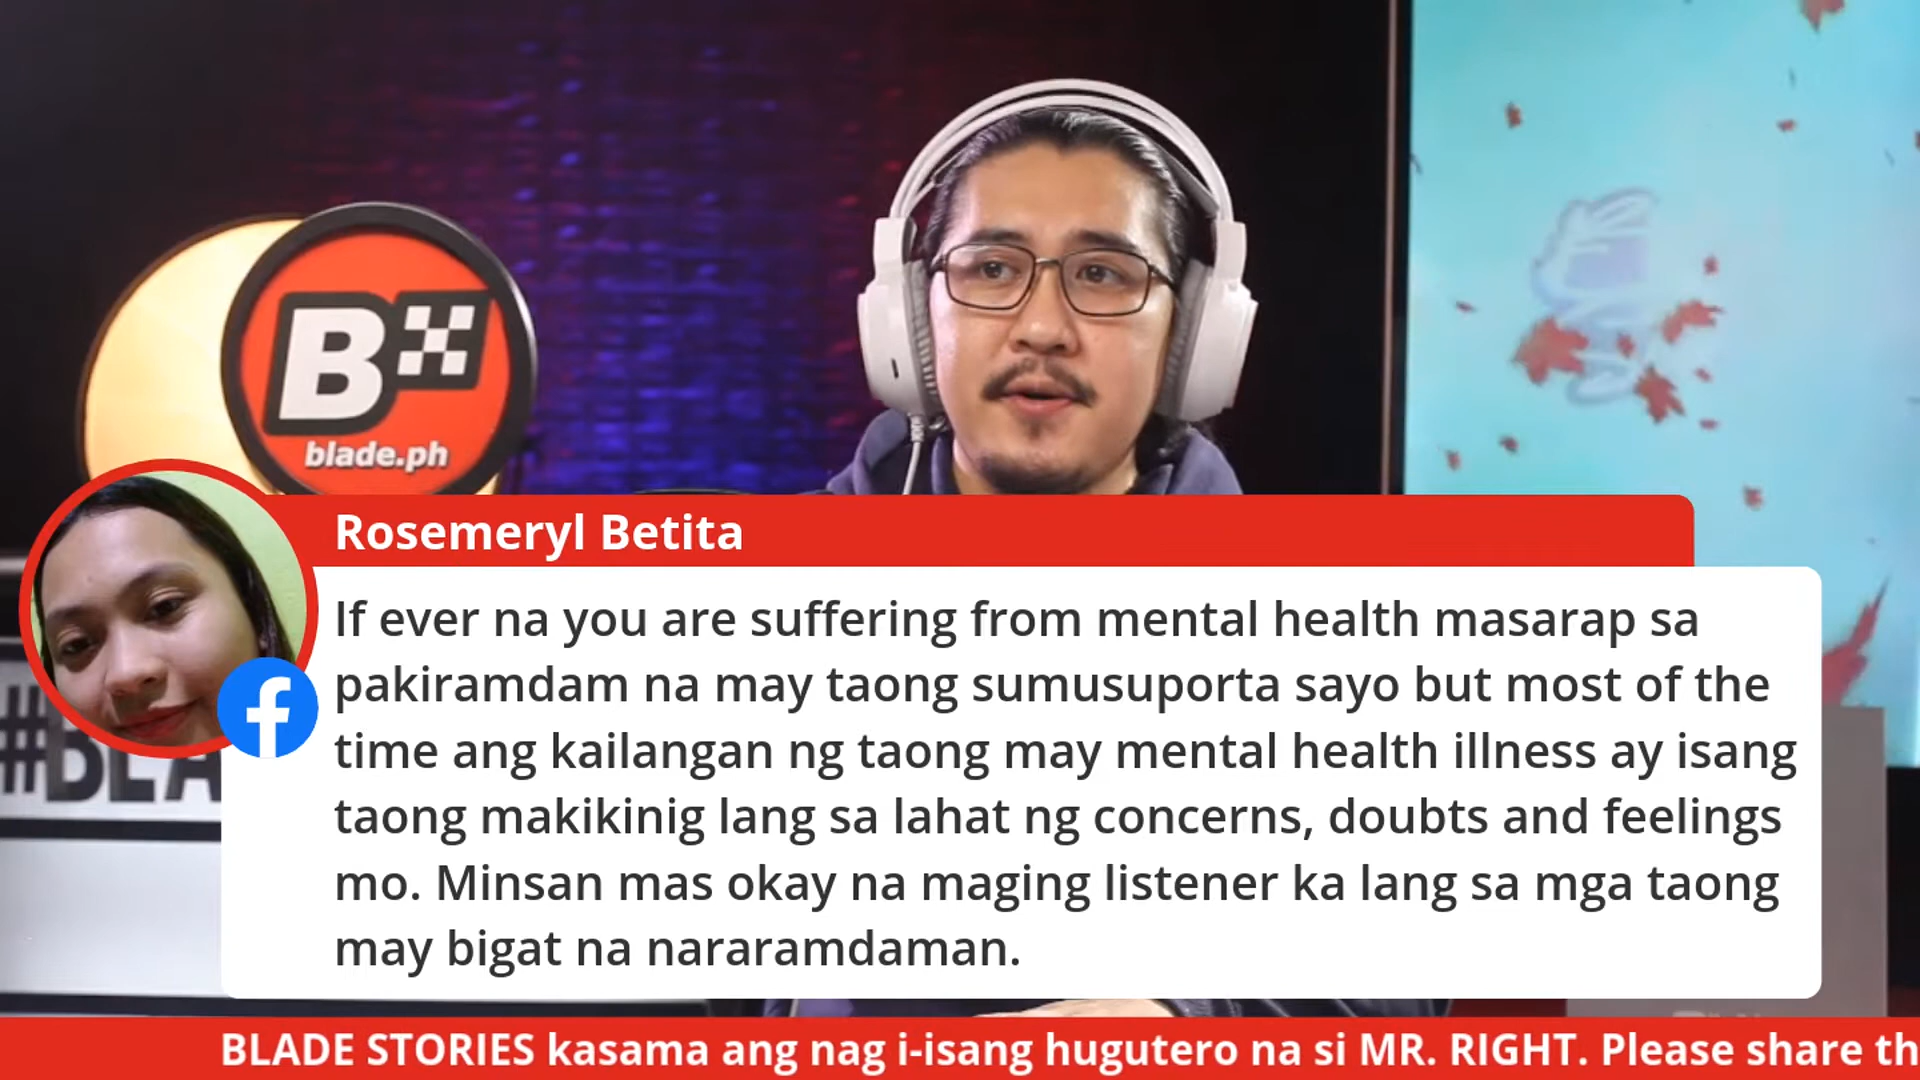 B
blade.ph
Rosemeryl Betita
If ever na you are suffering from mental health masarap sa
pakiramdam na may taong sumusuporta sayo but most of the
time ang kailangan ng taong may mental health illness ay isang
taong makikinig lang sa lahat ng concerns, doubts and feelings
mo. Minsan mas okay na maging listener ka lang sa mga taong
may bigat na nararamdaman.
#BLA
BLADE STORIES kasama ang nag i-isang hugutero na si MR. RIGHT. Please share th